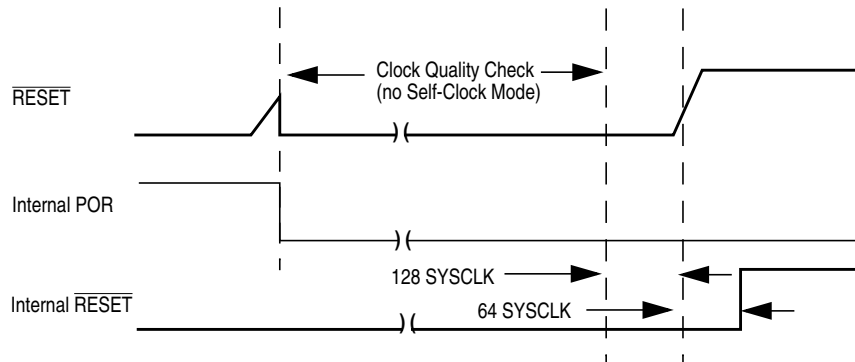 Clock Quality Check
(no Self-Clock Mode)
RESET
Internal POR
128 SYSCLK
Internal RESET
64 SYSCLK